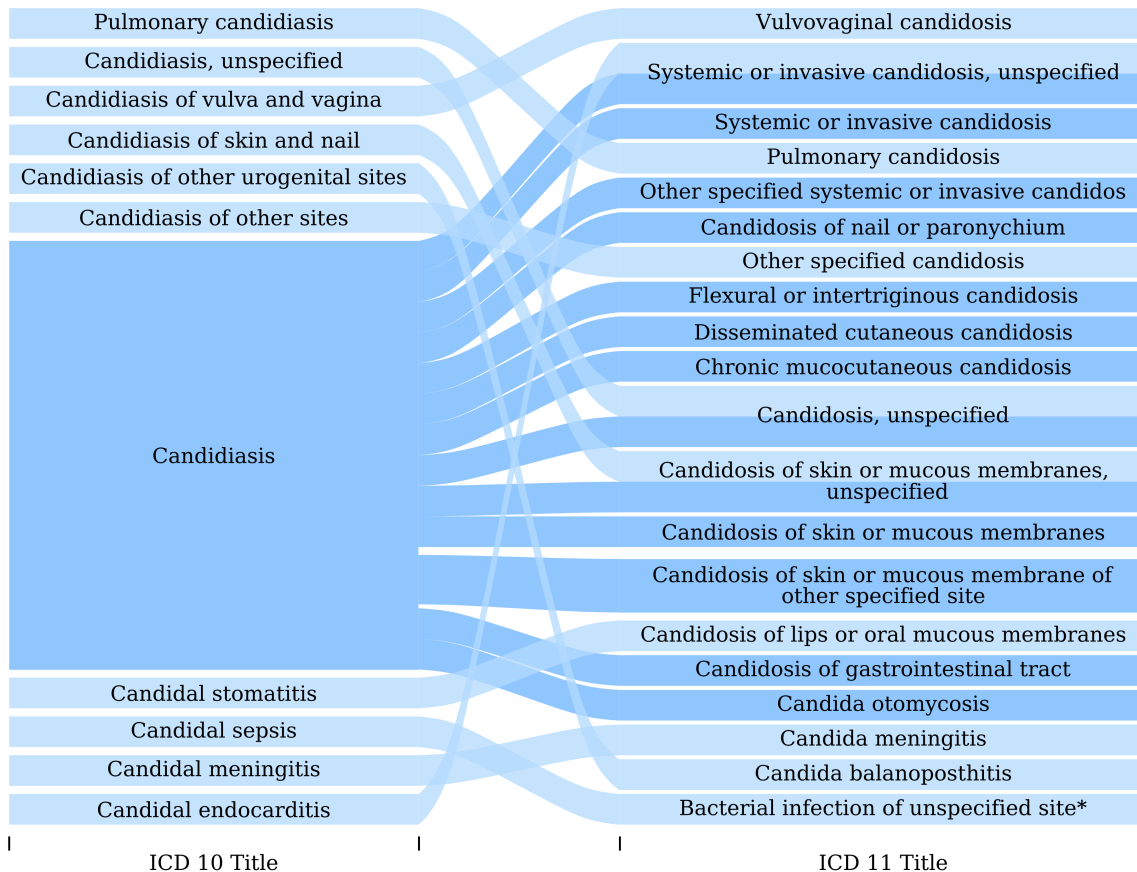 Pulmonary candidiasis
Candidiasis, unspecified
Candidiasis of vulva and vagina
Candidiasis of skin and nail
Candidiasis of other urogenital sites
Candidiasis of other sites
Candidiasis
Candidal stomatitis
Candidal sepsis
Candidal meningitis
Candidal endocarditis
ICD 10 Title
Vulvovaginal candidosis
Systemic or invasive candidosis, unspecified
Systemic or invasive candidosis
Pulmonary candidosis
Other specified systemic or invasive candidos
Candidosis of nail or paronychium
Other specified candidosis
Flexural or intertriginous candidosis
Disseminated cutaneous candidosis
Chronic mucocutaneous candidosis
Candidosis, unspecified
Candidosis of skin or mucous membranes,
unspecified
Candidosis of skin or mucous membranes
Candidosis of skin or mucous membrane of
other specified site
Candidosis of lips or oral mucous membranes
Candidosis of gastrointestinal tract
Candida otomycosis
Candida meningitis
Candida balanoposthitis
Bacterial infection of unspecified site*
ICD 11 Title